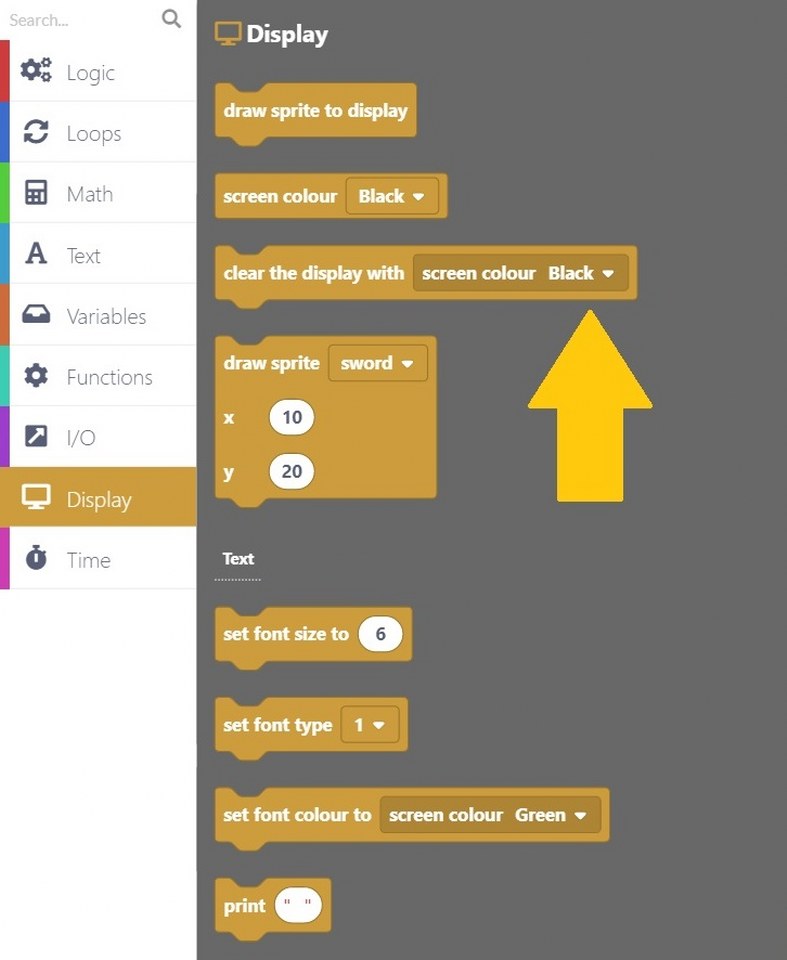 Search...
Logic
Loops
Math
Text
Variables
Functions
I/O
Display
Time
Display
draw sprite to display
screen colour Black
clear the display with screen colour Black
draw sprite sword
x 10
y 20
Text
set font size to 6
set font type 1
set font colour to screen colour Green
print " "